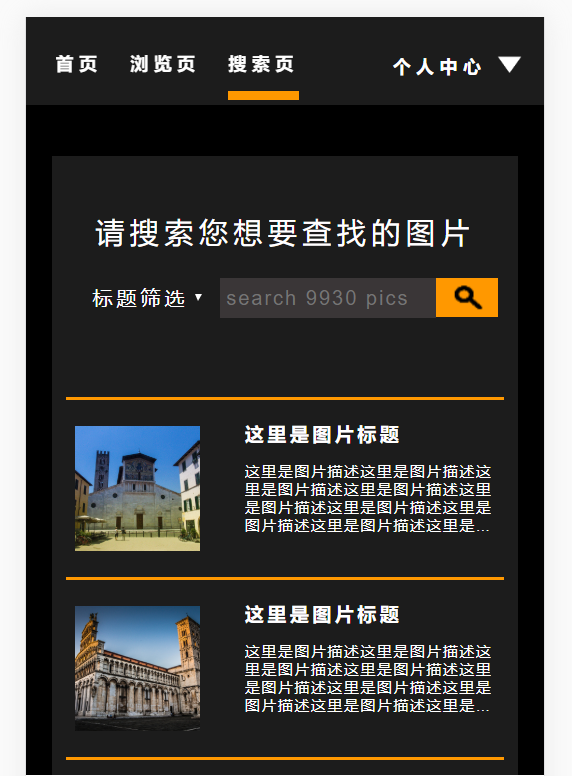 首页 浏览页 搜索页 个人中心
请搜索您想要查找的图片
标题筛选 search 9930 pics
这里是图片标题
这里是图片描述这里是图片描述这
里是图片描述这里是图片描述这里
是图片描述这里是图片描述这里是
图片描述这里是图片描述这里是...
这里是图片标题
这里是图片描述这里是图片描述这
里是图片描述这里是图片描述这里
是图片描述这里是图片描述这里是
图片描述这里是图片描述这里是...